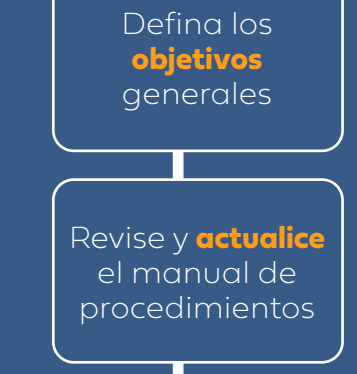 Defina los
objetivos
generales
Revise y actualice
el manual de
procedimientos